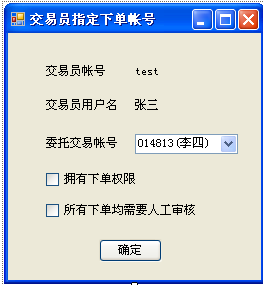 交易员指定下单帐号
交易员帐号 test
交易员用户名 张三
委托交易帐号 014813(李四)
拥有下单权限
所有下单均需要人工审核
确定